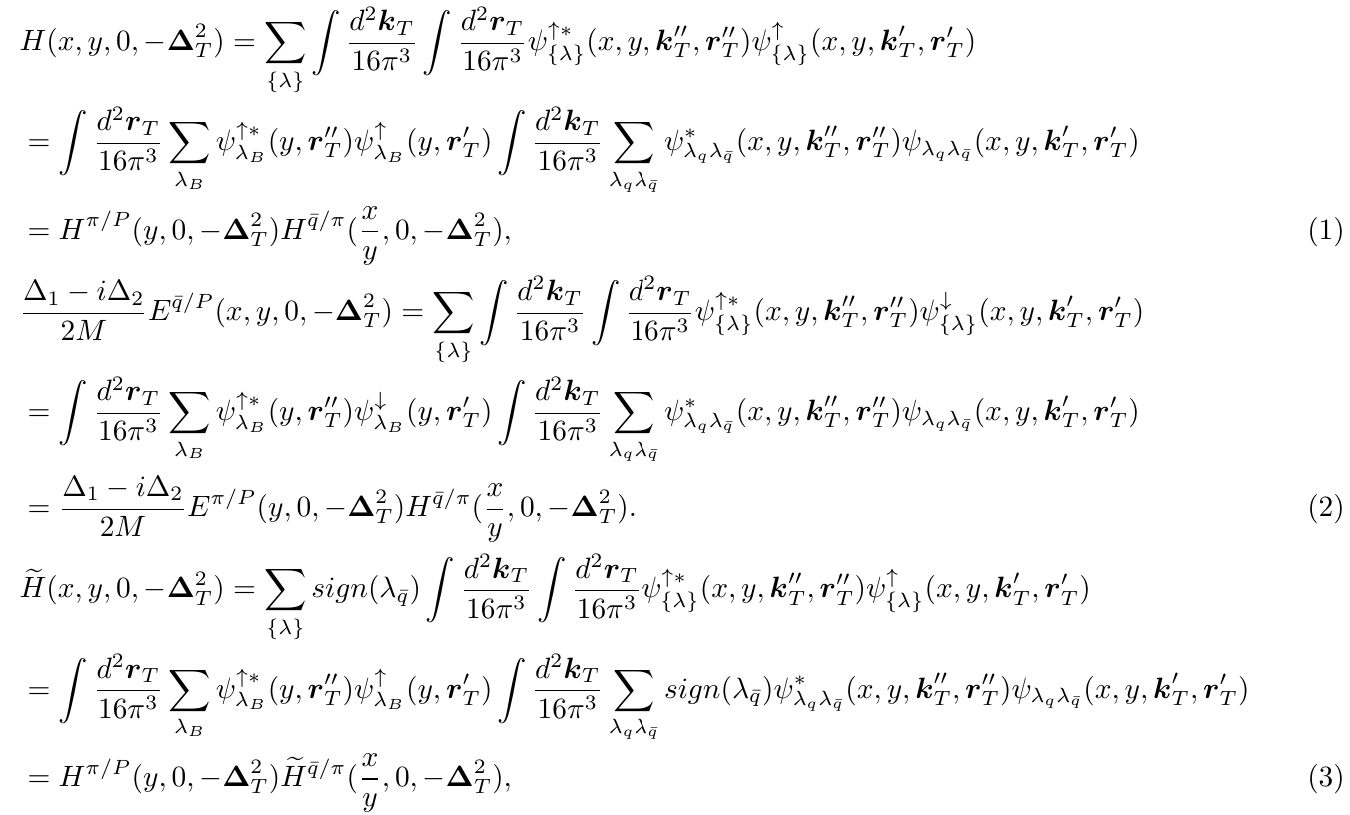 $H(x, y, 0, -\boldsymbol{\Delta}_T^2) = \sum_{\{\lambda\}} \int \frac{d^2\boldsymbol{k}_T}{16\pi^3} \int \frac{d^2\boldsymbol{r}_T}{16\pi^3} \psi^{\uparrow *}_{\{\lambda\}}(x, y, \boldsymbol{k}''_T, \boldsymbol{r}''_T) \psi^{\uparrow}_{\{\lambda\}}(x, y, \boldsymbol{k}'_T, \boldsymbol{r}'_T)$
$= \int \frac{d^2\boldsymbol{r}_T}{16\pi^3} \sum_{\lambda_B} \psi^{\uparrow *}_{\lambda_B}(y, \boldsymbol{r}''_T) \psi^{\uparrow}_{\lambda_B}(y, \boldsymbol{r}'_T) \int \frac{d^2\boldsymbol{k}_T}{16\pi^3} \sum_{\lambda_q \lambda_{\bar{q}}} \psi^{*}_{\lambda_q \lambda_{\bar{q}}}(x, y, \boldsymbol{k}''_T, \boldsymbol{r}''_T) \psi_{\lambda_q \lambda_{\bar{q}}}(x, y, \boldsymbol{k}'_T, \boldsymbol{r}'_T)$
$= H^{\pi/P}(y, 0, -\boldsymbol{\Delta}_T^2) H^{\bar{q}/\pi}(\frac{x}{y}, 0, -\boldsymbol{\Delta}_T^2),$ (1)
$\frac{\Delta_1 - i\Delta_2}{2M} E^{\bar{q}/P}(x, y, 0, -\boldsymbol{\Delta}_T^2) = \sum_{\{\lambda\}} \int \frac{d^2\boldsymbol{k}_T}{16\pi^3} \int \frac{d^2\boldsymbol{r}_T}{16\pi^3} \psi^{\uparrow *}_{\{\lambda\}}(x, y, \boldsymbol{k}''_T, \boldsymbol{r}''_T) \psi^{\downarrow}_{\{\lambda\}}(x, y, \boldsymbol{k}'_T, \boldsymbol{r}'_T)$
$= \int \frac{d^2\boldsymbol{r}_T}{16\pi^3} \sum_{\lambda_B} \psi^{\uparrow *}_{\lambda_B}(y, \boldsymbol{r}''_T) \psi^{\downarrow}_{\lambda_B}(y, \boldsymbol{r}'_T) \int \frac{d^2\boldsymbol{k}_T}{16\pi^3} \sum_{\lambda_q \lambda_{\bar{q}}} \psi^{*}_{\lambda_q \lambda_{\bar{q}}}(x, y, \boldsymbol{k}''_T, \boldsymbol{r}''_T) \psi_{\lambda_q \lambda_{\bar{q}}}(x, y, \boldsymbol{k}'_T, \boldsymbol{r}'_T)$
$= \frac{\Delta_1 - i\Delta_2}{2M} E^{\pi/P}(y, 0, -\boldsymbol{\Delta}_T^2) H^{\bar{q}/\pi}(\frac{x}{y}, 0, -\boldsymbol{\Delta}_T^2).$ (2)
$\widetilde{H}(x, y, 0, -\boldsymbol{\Delta}_T^2) = \sum_{\{\lambda\}} sign(\lambda_{\bar{q}}) \int \frac{d^2\boldsymbol{k}_T}{16\pi^3} \int \frac{d^2\boldsymbol{r}_T}{16\pi^3} \psi^{\uparrow *}_{\{\lambda\}}(x, y, \boldsymbol{k}''_T, \boldsymbol{r}''_T) \psi^{\uparrow}_{\{\lambda\}}(x, y, \boldsymbol{k}'_T, \boldsymbol{r}'_T)$
$= \int \frac{d^2\boldsymbol{r}_T}{16\pi^3} \sum_{\lambda_B} \psi^{\uparrow *}_{\lambda_B}(y, \boldsymbol{r}''_T) \psi^{\uparrow}_{\lambda_B}(y, \boldsymbol{r}'_T) \int \frac{d^2\boldsymbol{k}_T}{16\pi^3} \sum_{\lambda_q \lambda_{\bar{q}}} sign(\lambda_{\bar{q}}) \psi^{*}_{\lambda_q \lambda_{\bar{q}}}(x, y, \boldsymbol{k}''_T, \boldsymbol{r}''_T) \psi_{\lambda_q \lambda_{\bar{q}}}(x, y, \boldsymbol{k}'_T, \boldsymbol{r}'_T)$
$= H^{\pi/P}(y, 0, -\boldsymbol{\Delta}_T^2) \widetilde{H}^{\bar{q}/\pi}(\frac{x}{y}, 0, -\boldsymbol{\Delta}_T^2),$ (3)